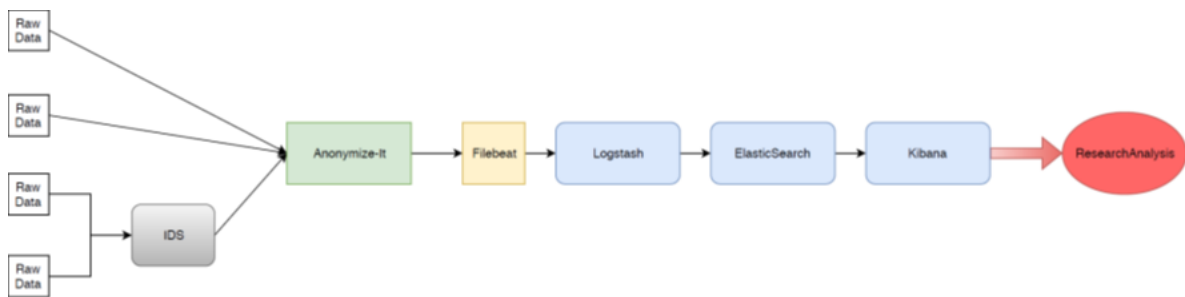 Raw
Data
Raw
Data
Anonymize-It
Filebeat
Logstash
ElasticSearch
Kibana
ResearchAnalysis
Raw
Data
IDS
Raw
Data